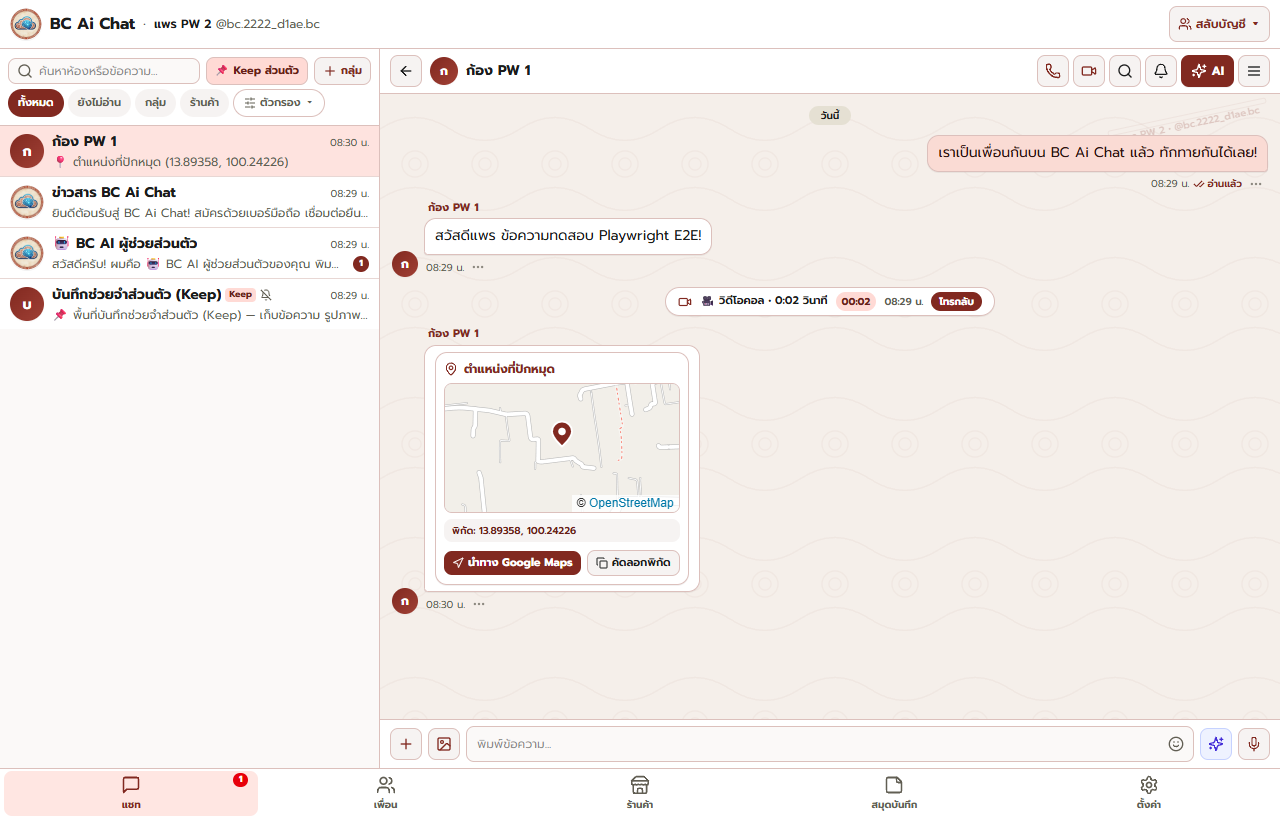 BC Ai Chat · แพร PW 2 @bc.2222_d1ae.bc
สลับบัญชี
ค้นหาห้องหรือข้อความ...
📌 Keep ส่วนตัว
+ กลุ่ม
ทั้งหมด
ยังไม่อ่าน
กลุ่ม
ร้านค้า
ตัวกรอง
ก
ก้อง PW 1
08:30 น.
📍 ตำแหน่งที่ปักหมุด (13.89358, 100.24226)
ข่าวสาร BC Ai Chat
08:29 น.
ยินดีต้อนรับสู่ BC Ai Chat! สมัครด้วยเบอร์มือถือ เชื่อมต่อยืน...
🤖 BC AI ผู้ช่วยส่วนตัว
08:29 น.
สวัสดีครับ! ผมคือ 🤖 BC AI ผู้ช่วยส่วนตัวของคุณ พิม...
1
บ
บันทึกช่วยจำส่วนตัว (Keep) Keep
08:29 น.
📌 พื้นที่บันทึกช่วยจำส่วนตัว (Keep) — เก็บข้อความ รูปภาพ...
ก
ก้อง PW 1
AI
วันนี้
PW 2 • @bc.2222_d1ae.bc
เราเป็นเพื่อนกันบน BC Ai Chat แล้ว ทักทายกันได้เลย!
08:29 น. อ่านแล้ว ···
ก้อง PW 1
สวัสดีแพร ข้อความทดสอบ Playwright E2E!
ก
08:29 น. ···
🎥 วิดีโอคอล · 0:02 วินาที 00:02 08:29 น. โทรกลับ
ก้อง PW 1
ตำแหน่งที่ปักหมุด
© OpenStreetMap
พิกัด: 13.89358, 100.24226
นำทาง Google Maps
คัดลอกพิกัด
ก
08:30 น. ···
พิมพ์ข้อความ...
แชท
1
เพื่อน
ร้านค้า
สมุดบันทึก
ตั้งค่า